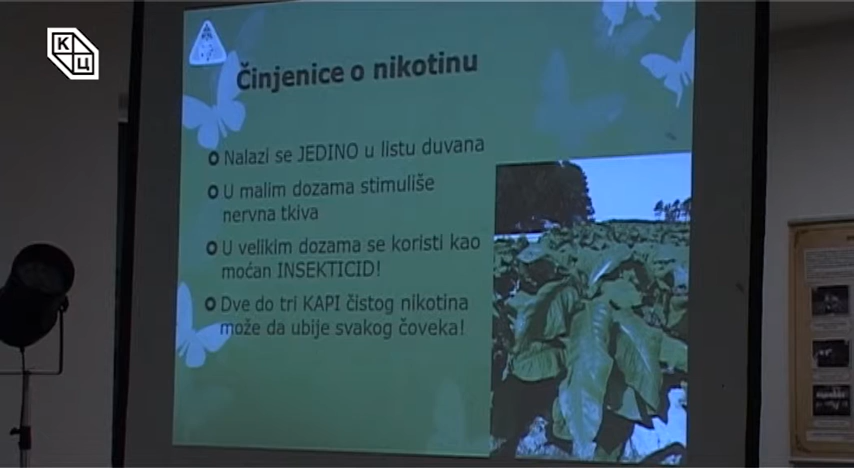 К
Ц
Činjenice o nikotinu
Nalazi se JEDINO u listu duvana
U malim dozama stimuliše
nervna tkiva
U velikim dozama se koristi kao
moćan INSEKTICID!
Dve do tri KAPI čistog nikotina
može da ubije svakog čoveka!